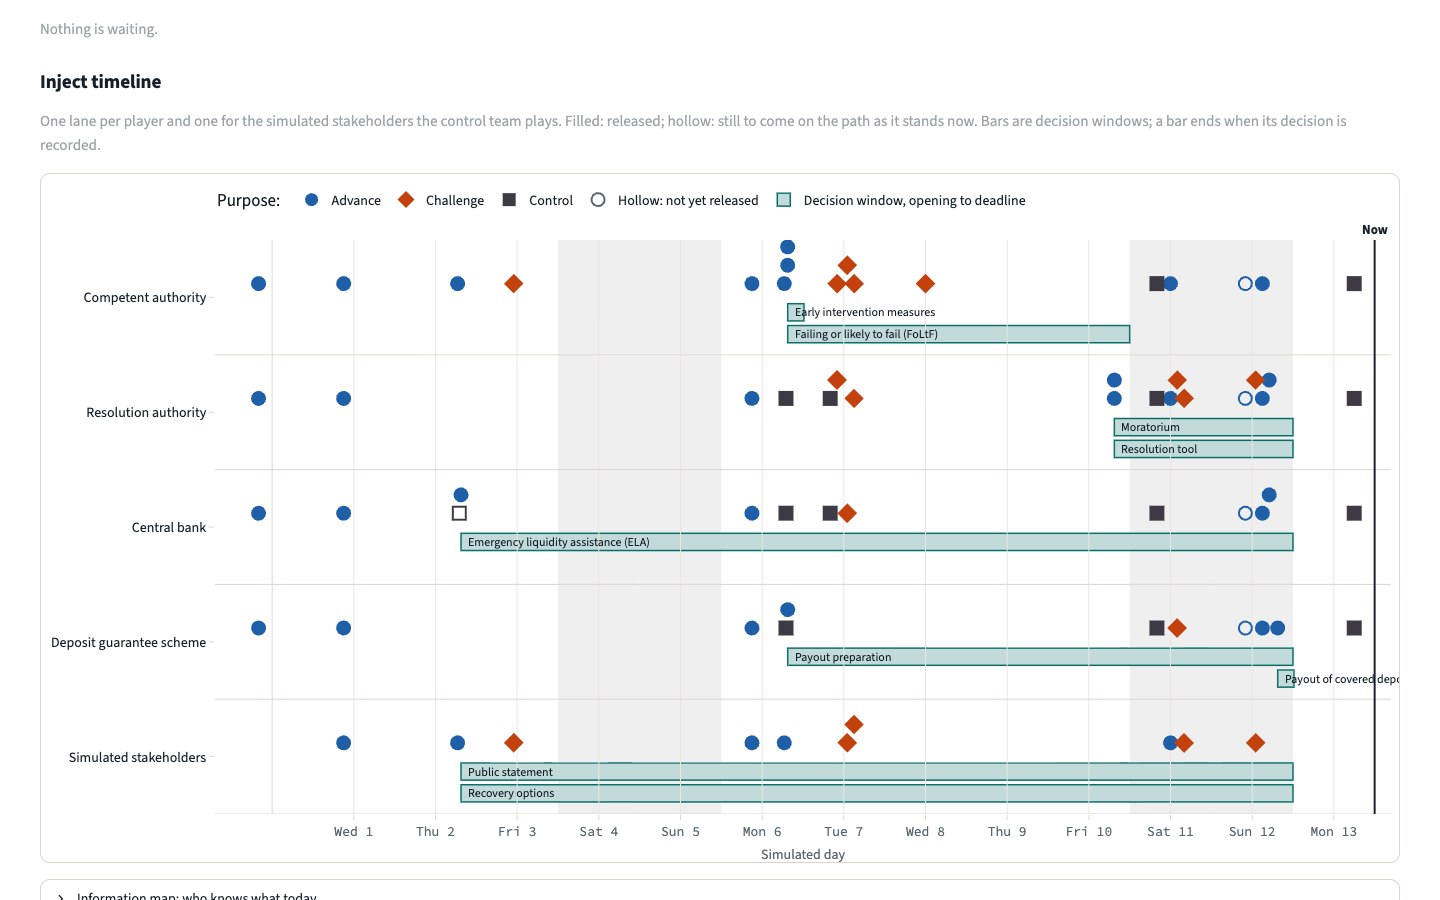 Nothing is waiting.
Inject timeline
One lane per player and one for the simulated stakeholders the control team plays. Filled: released; hollow: still to come on the path as it stands now. Bars are decision windows; a bar ends when its decision is
recorded.
Purpose: Advance Challenge Control Hollow: not yet released Decision window, opening to deadline
Now
Competent authority
Early intervention measures
Failing or likely to fail (FoLtF)
Resolution authority
Moratorium
Resolution tool
Central bank
Emergency liquidity assistance (ELA)
Deposit guarantee scheme
Payout preparation
Payout of covered depo
Simulated stakeholders
Public statement
Recovery options
Wed 1 Thu 2 Fri 3 Sat 4 Sun 5 Mon 6 Tue 7 Wed 8 Thu 9 Fri 10 Sat 11 Sun 12 Mon 13
Simulated day
Information map: who knows what today